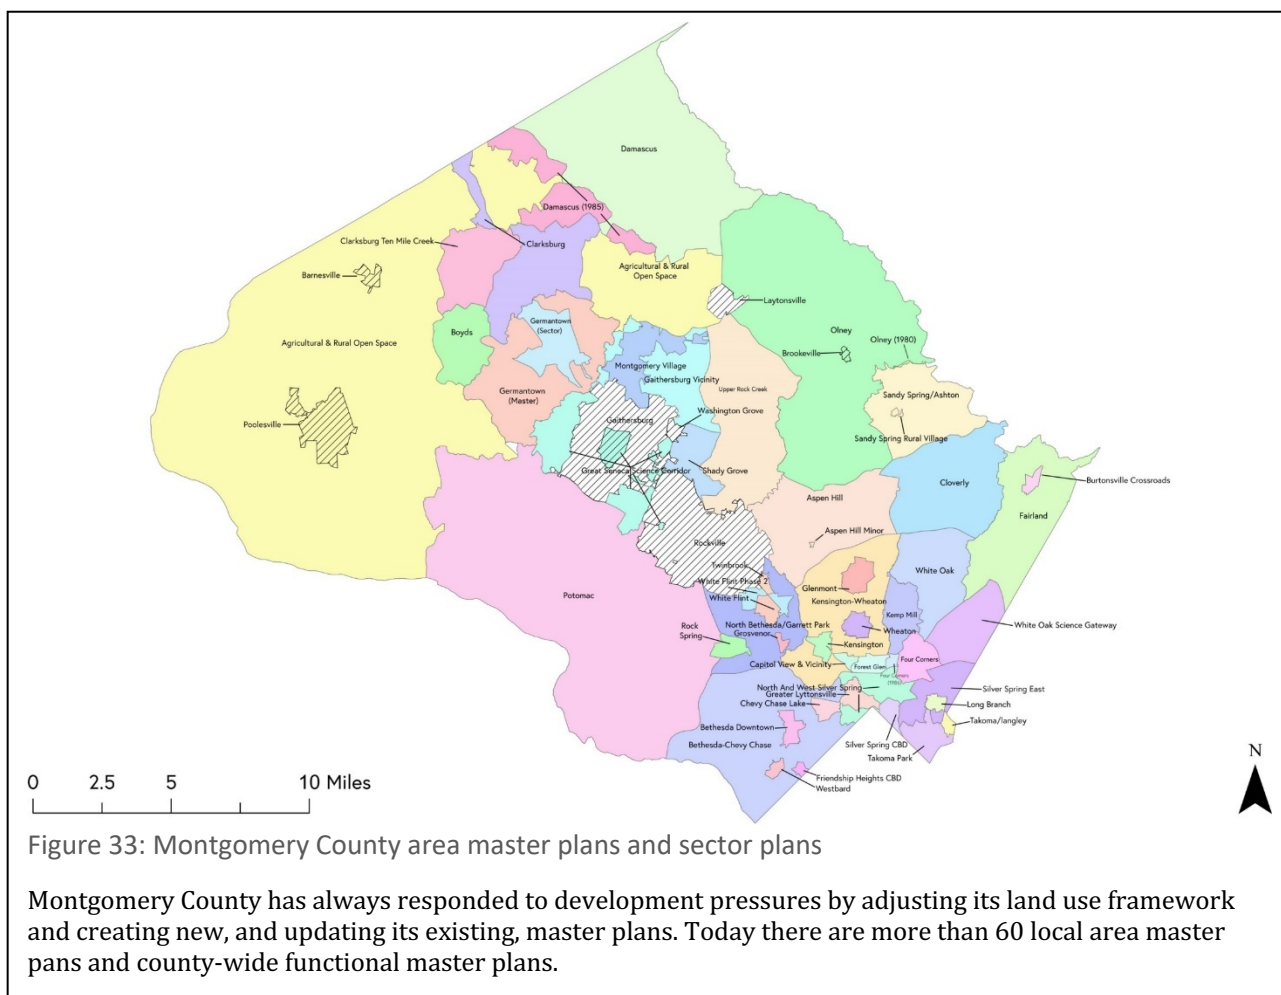 Damascus
Damascus (1985)
Clarksburg Ten Mile Creek
Clarksburg
Barnesville
Agricultural & Rural
Open Space
Laytonsville
Boyds
Germantown
(Sector)
Agricultural & Rural Open Space
Olney
Olney (1980)
Brookeville
Montgomery Village
Gaithersburg Vicinity
Upper Rock Creek
Germantown
(Master)
Sandy Spring/Ashton
Washington Grove
Gaithersburg
Poolesville
Sandy Spring Rural Village
Great Seneca Science Corridor
Shady Grove
Burtonsville Crossroads
Cloverly
Aspen Hill
Fairland
Aspen Hill Minor
Rockville
Twinbrook
White Oak
White Flint Phase 2
Glenmont
Potomac
White Flint
Kensington-Wheaton
Kemp Mill
White Oak Science Gateway
North Bethesda/Garrett Park
Rock
Spring
Grosvenor
Wheaton
Kensington
Four Corners
Capitol View & Vicinity
Forest Glen
Four Corners
(1986)
North And West Silver Spring
Silver Spring East
Greater Lyttonsville
Chevy Chase Lake
Long Branch
Takoma/langley
Bethesda Downtown
Bethesda-Chevy Chase
Silver Spring CBD
Takoma Park
Friendship Heights CBD
Westbard
N
0 2.5 5 10 Miles
Figure 33: Montgomery County area master plans and sector plans
Montgomery County has always responded to development pressures by adjusting its land use framework
and creating new, and updating its existing, master plans. Today there are more than 60 local area master
pans and county-wide functional master plans.